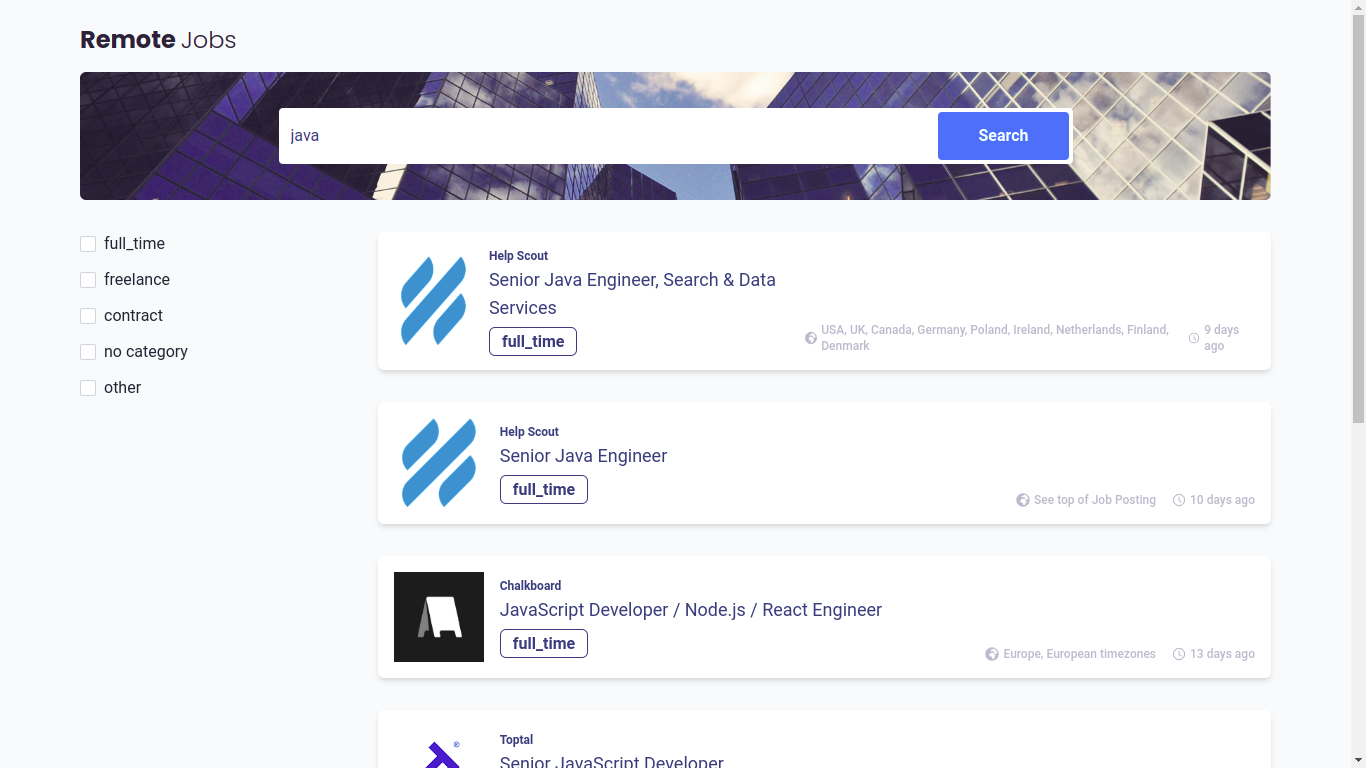 Remote Jobs
java
Search
full_time
freelance
contract
no category
other
Help Scout
Senior Java Engineer, Search & Data
Services
full_time
USA, UK, Canada, Germany, Poland, Ireland, Netherlands, Finland,
Denmark
9 days
ago
Help Scout
Senior Java Engineer
full_time
See top of Job Posting
10 days ago
Chalkboard
JavaScript Developer / Node.js / React Engineer
full_time
Europe, European timezones
13 days ago
Toptal
Senior JavaScript Developer